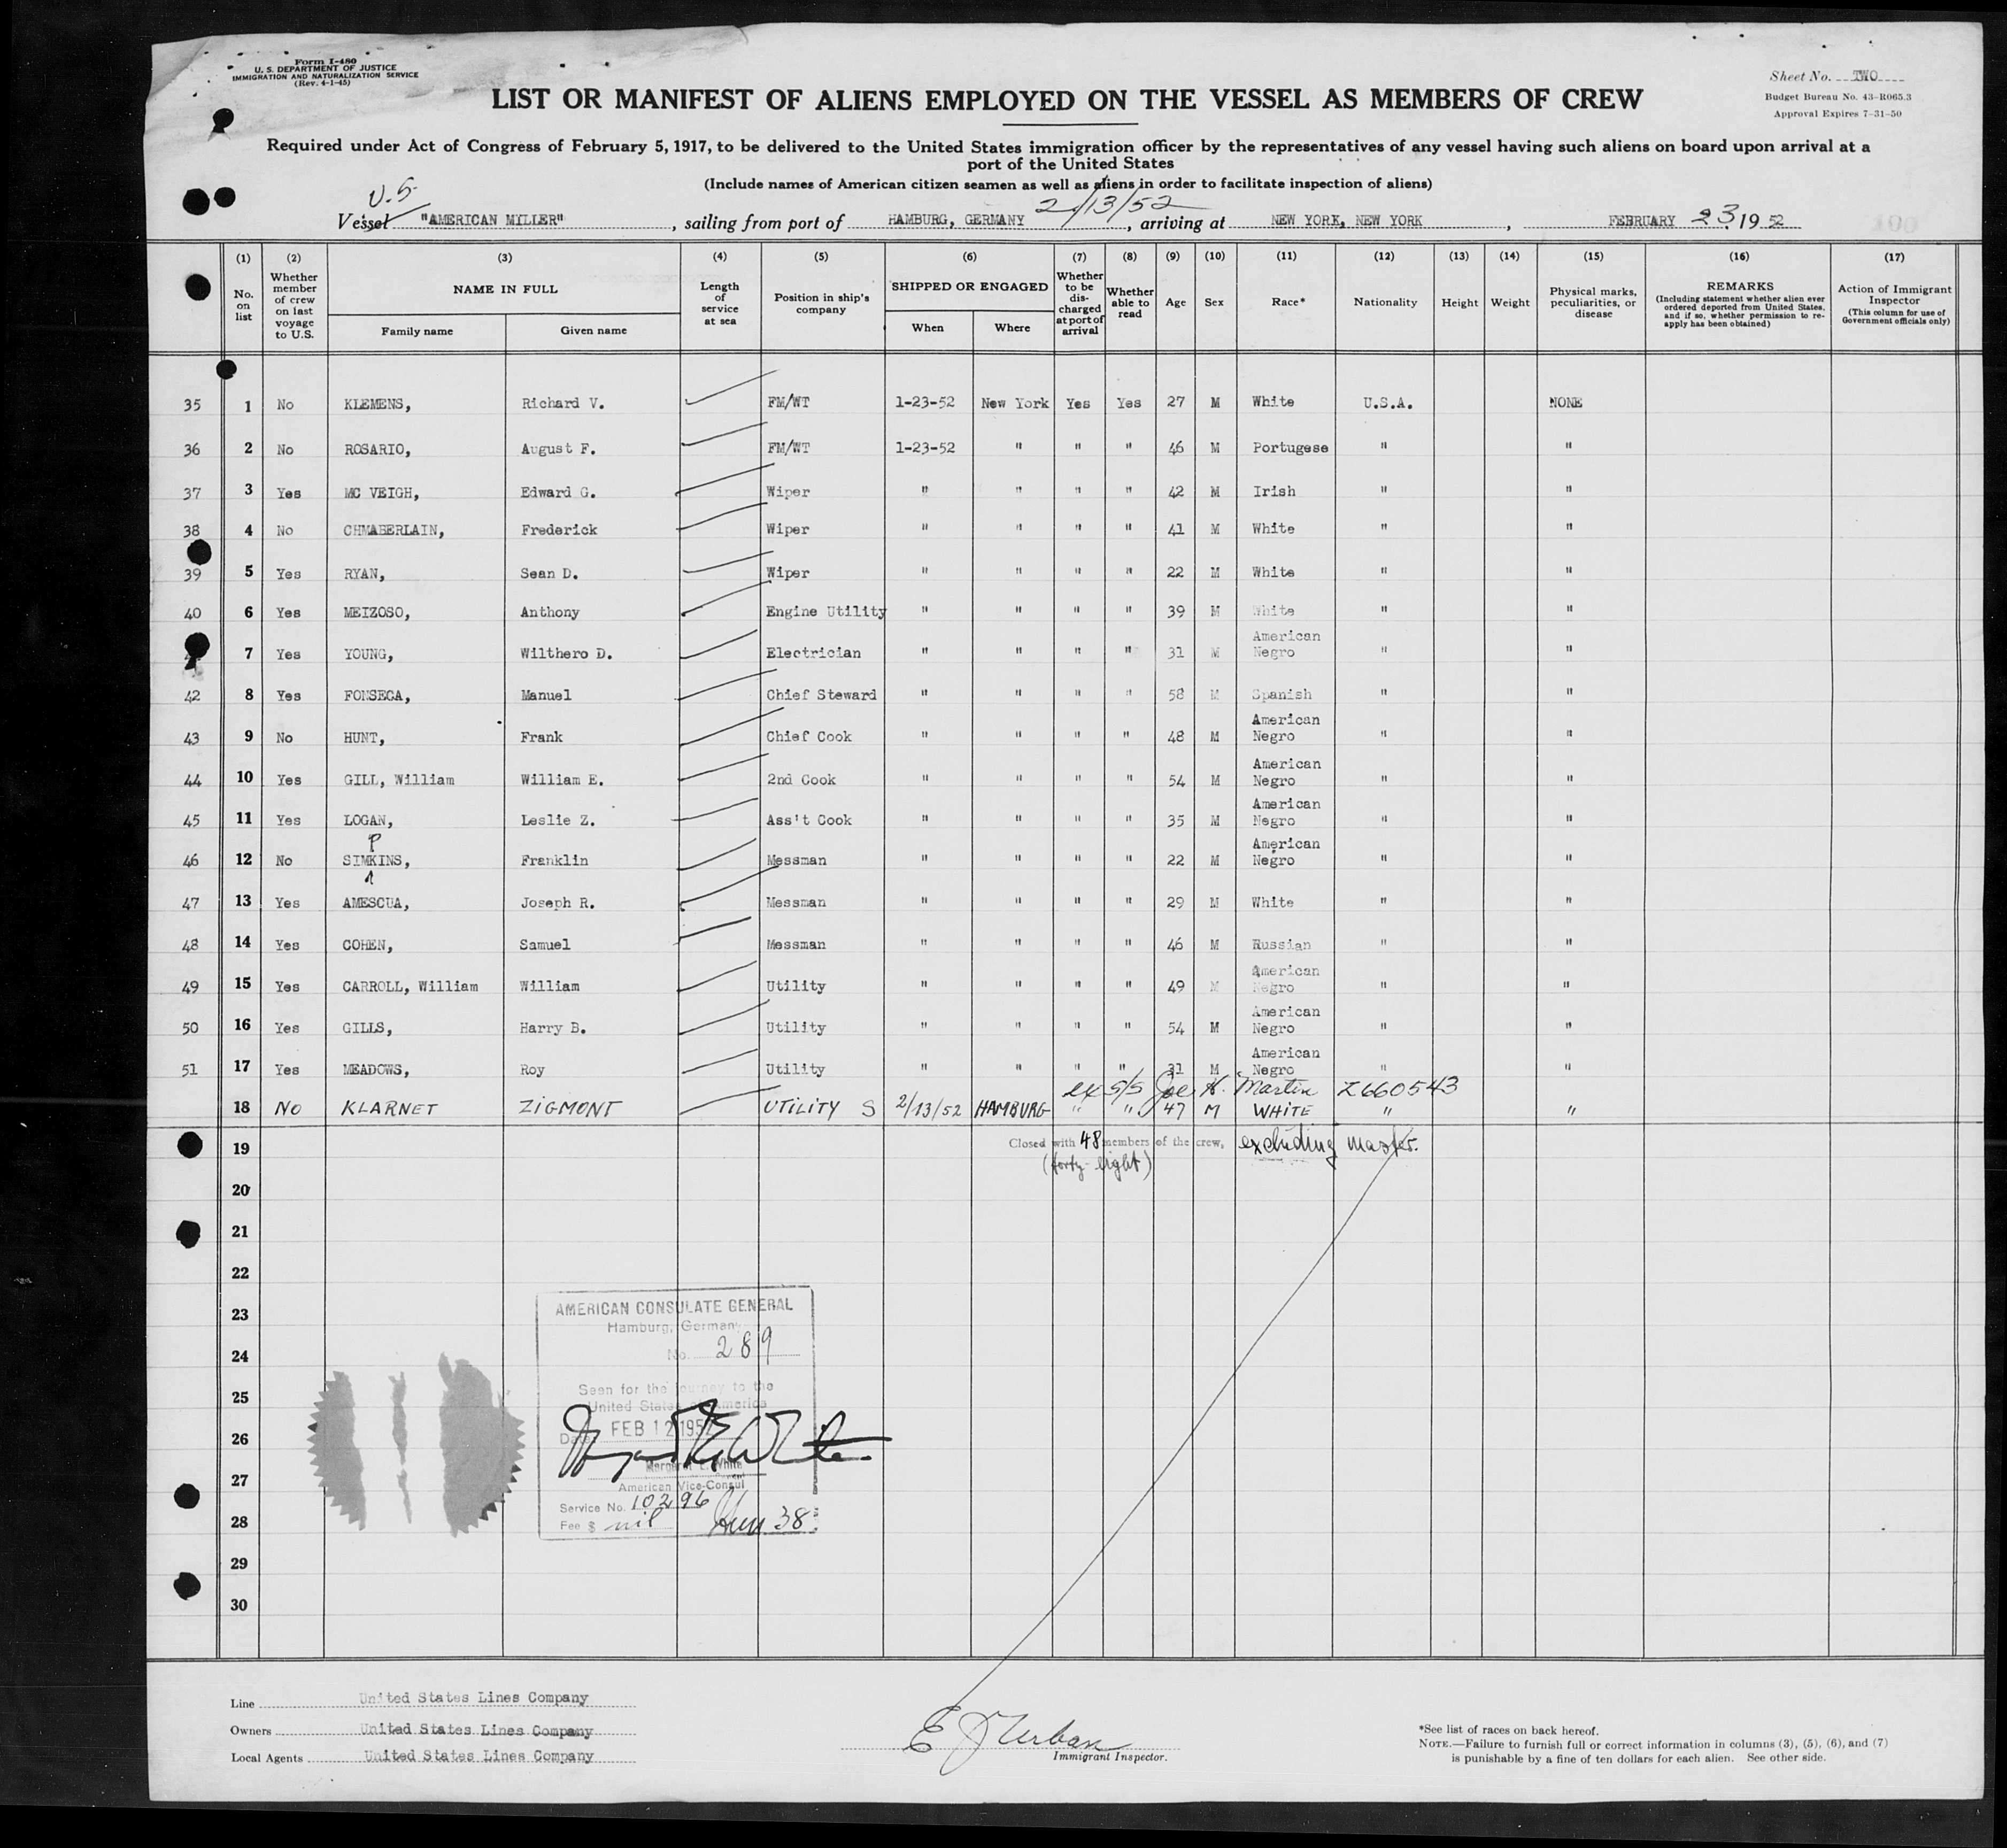 Form I-480
U. S. DEPARTMENT OF JUSTICE
IMMIGRATION AND NATURALIZATION SERVICE
(Rev. 4-1-45)
Sheet No. TWO
Budget Bureau No. 43-R065.3
Approval Expires 7-31-50
LIST OR MANIFEST OF ALIENS EMPLOYED ON THE VESSEL AS MEMBERS OF CREW
Required under Act of Congress of February 5, 1917, to be delivered to the United States immigration officer by the representatives of any vessel having such aliens on board upon arrival at a
port of the United States
(Include names of American citizen seamen as well as aliens in order to facilitate inspection of aliens)
U.S. 2/13/52
Vessel "AMERICAN MYLLER", sailing from port of HAMBURG, GERMANY, arriving at NEW YORK, NEW YORK, FEBRUARY 23, 1952
(1) No. on list (2) Whether member of crew on last voyage to U.S. (3) NAME IN FULL Family name Given name (4) Length of service at sea (5) Position in ship's company (6) SHIPPED OR ENGAGED When Where (7) Whether to be discharged at port of arrival (8) Whether able to read (9) Age (10) Sex (11) Race* (12) Nationality (13) Height (14) Weight (15) Physical marks, peculiarities, or disease (16) REMARKS (Including statement whether alien ever ordered deported from United States, and if so, whether permission to reapply has been obtained) (17) Action of Immigrant Inspector (This column for use of Government officials only)
35 1 No KLEMENS, Richard V. FM/WT 1-23-52 New York Yes Yes 27 M White U.S.A. NONE
36 2 No ROSARIO, August F. FM/WT 1-23-52 " " " 46 M Portugese " "
37 3 Yes MC VEIGH, Edward G. Wiper " " " " 42 M Irish " "
38 4 No CHMABERLAIN, Frederick Wiper " " " " 41 M White " "
39 5 Yes RYAN, Sean D. Wiper " " " " 22 M White " "
40 6 Yes MEIZOSO, Anthony Engine Utility " " " " 39 M White " "
7 Yes YOUNG, Wilthero D. Electrician " " " " 31 M American Negro " "
42 8 Yes FONSECA, Manuel Chief Steward " " " " 58 M Spanish " "
43 9 No HUNT, Frank Chief Cook " " " " 48 M American Negro " "
44 10 Yes GILL, William William E. 2nd Cook " " " " 54 M American Negro " "
45 11 Yes LOGAN, Leslie Z. Ass't Cook " " " " 35 M American Negro " "
P
46 12 No SIMKINS, Franklin Messman " " " " 22 M American Negro " "
47 13 Yes AMESCUA, Joseph R. Messman " " " " 29 M White " "
48 14 Yes COHEN, Samuel Messman " " " " 46 M Russian " "
49 15 Yes CARROLL, William William Utility " " " " 49 M American Negro " "
50 16 Yes GILLS, Harry B. Utility " " " " 54 M American Negro " "
51 17 Yes MEADOWS, Roy Utility " " " " 31 M American Negro " "
ex S/S Joe H. Martin Z660543
18 NO KLARNET ZIGMONT UTILITY S 2/13/52 HAMBURG " " 47 M WHITE " "
19 Closed with 48 members of the crew, excluding master.
(forty-eight)
20
21
22
23
24
25
26
27
28
29
30
AMERICAN CONSULATE GENERAL
Hamburg, Germany
No. 289
Seen for the journey to the
United States of America
Date FEB 12 1952
Margaret E. White
American Vice-Consul
Service No. 10296
Fee $ nil 38
Line United States Lines Company
Owners United States Lines Company
Local Agents United States Lines Company
E J Urban
Immigrant Inspector.
*See list of races on back hereof.
NOTE.—Failure to furnish full or correct information in columns (3), (5), (6), and (7)
is punishable by a fine of ten dollars for each alien. See other side.